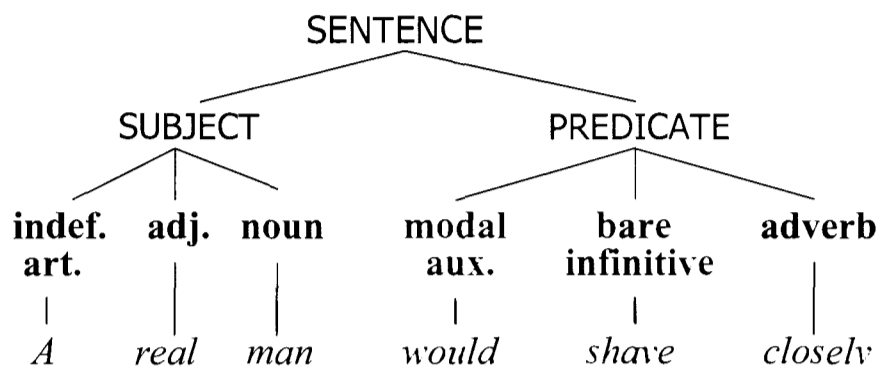 SENTENCE
SUBJECT PREDICATE
indef. adj. noun modal bare adverb
art. aux. infinitive
A real man would shave closely